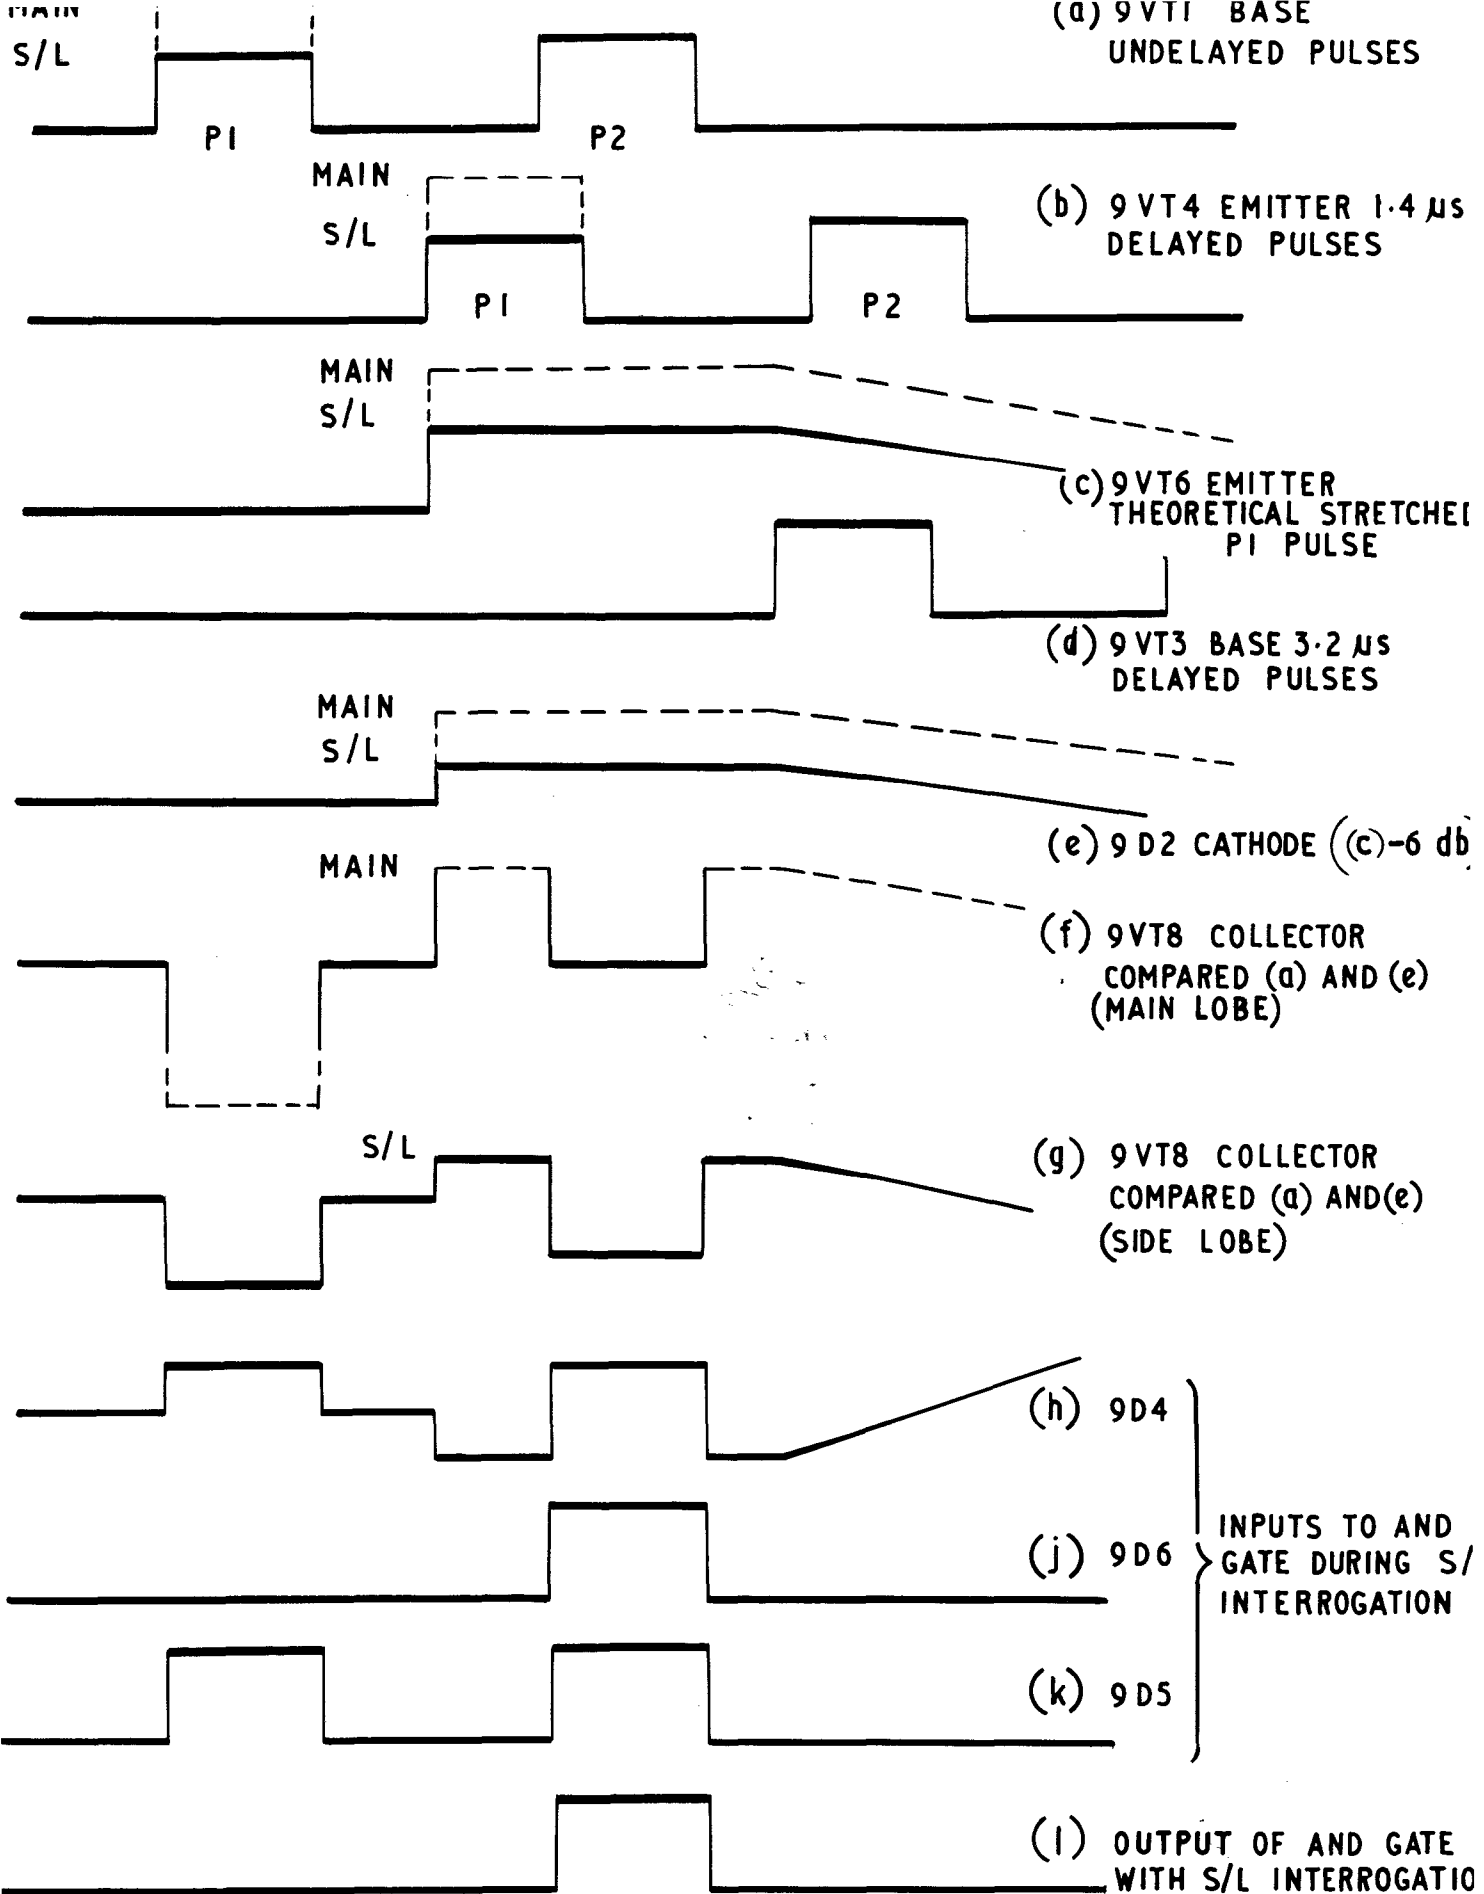 MAIN
(a) 9VT1 BASE
S/L
UNDELAYED PULSES
P1
P2
MAIN
(b) 9VT4 EMITTER 1·4 µs
S/L
DELAYED PULSES
P1
P2
MAIN
S/L
(c) 9VT6 EMITTER
THEORETICAL STRETCHED
P1 PULSE
(d) 9VT3 BASE 3·2 µs
DELAYED PULSES
MAIN
S/L
(e) 9D2 CATHODE ((c)-6 db)
MAIN
(f) 9VT8 COLLECTOR
COMPARED (a) AND (e)
(MAIN LOBE)
S/L
(g) 9VT8 COLLECTOR
COMPARED (a) AND(e)
(SIDE LOBE)
(h) 9D4
(j) 9D6
INPUTS TO AND
GATE DURING S/
INTERROGATION
(k) 9D5
(l) OUTPUT OF AND GATE
WITH S/L INTERROGATIO